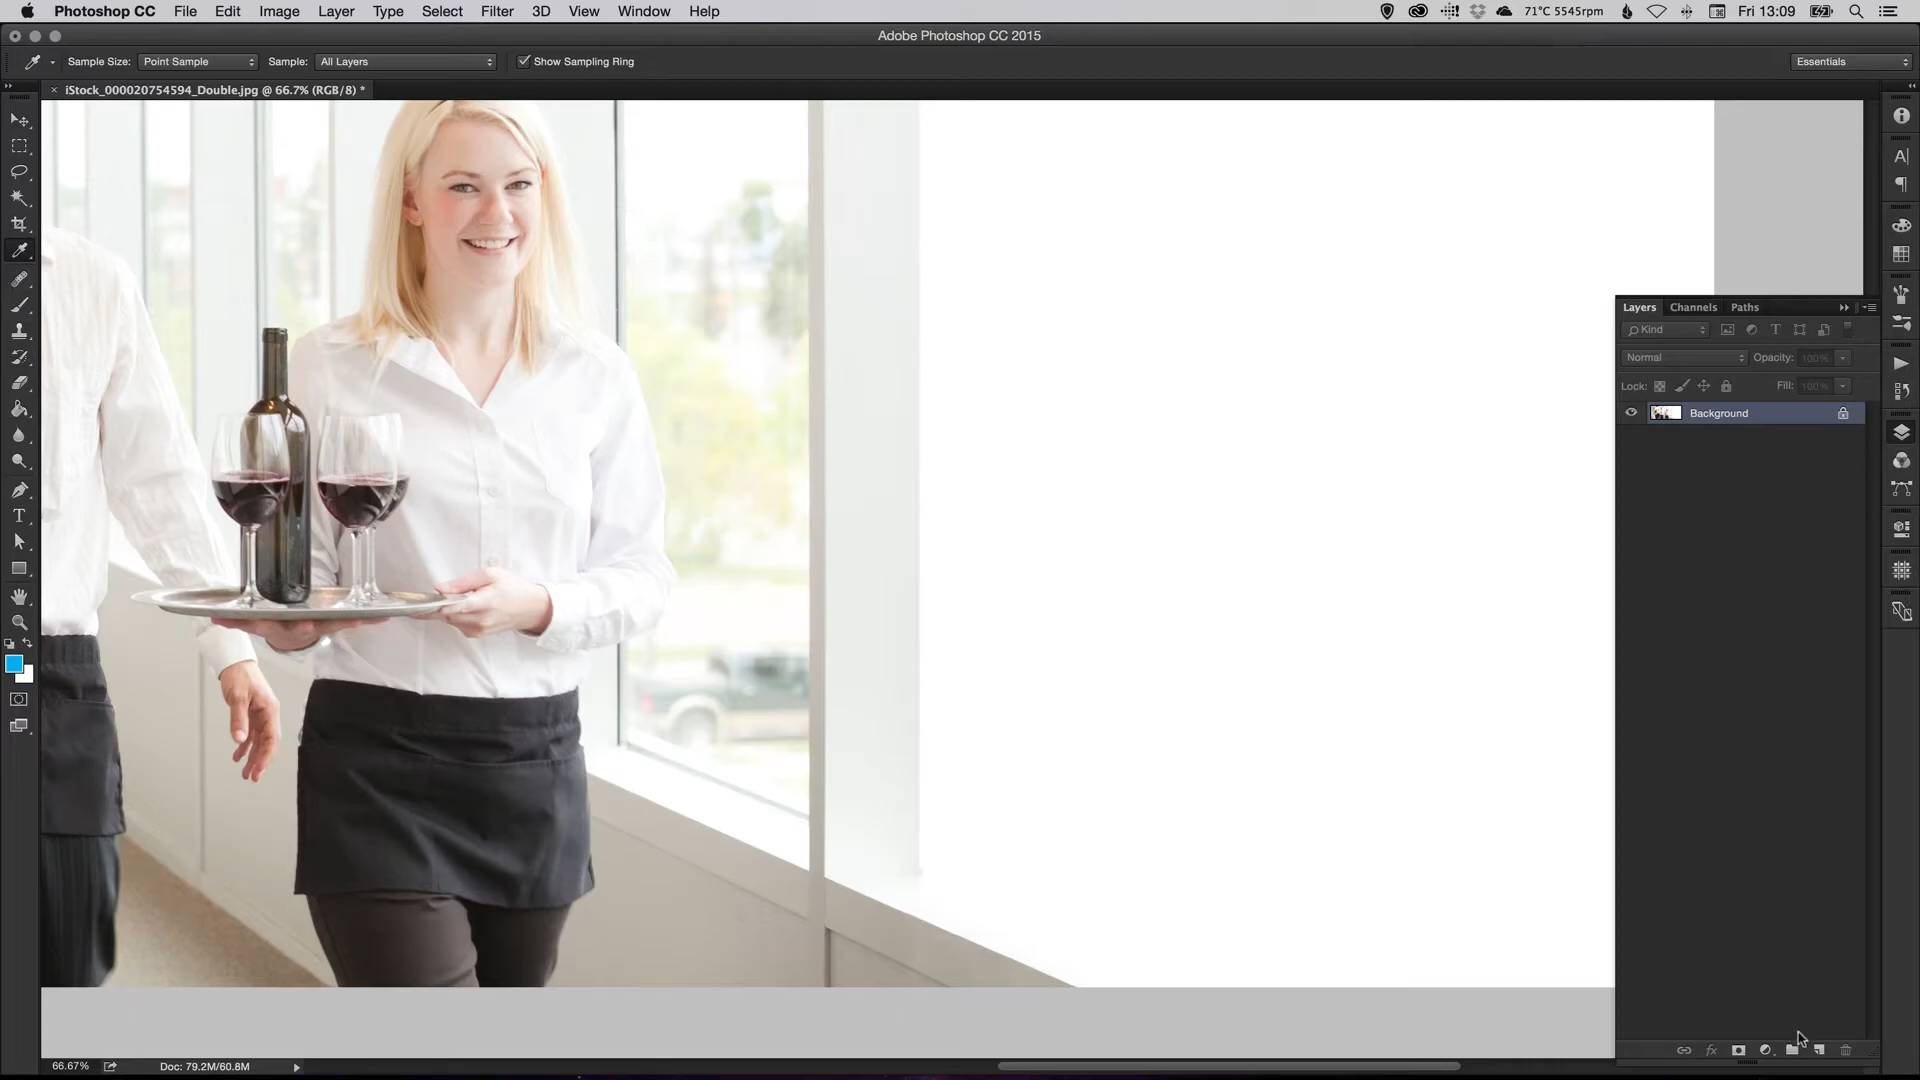 Photoshop CC File Edit Image Layer Type Select Filter 3D View Window Help 71°C 5545rpm Fri 13:09
Adobe Photoshop CC 2015
Sample Size: Point Sample Sample: All Layers Show Sampling Ring Essentials
iStock_000020754594_Double.jpg @ 66.7% (RGB/8) *
Layers Channels Paths
Kind
Normal Opacity: 100%
Lock: Fill: 100%
Background
66.67% Doc: 79.2M/60.8M